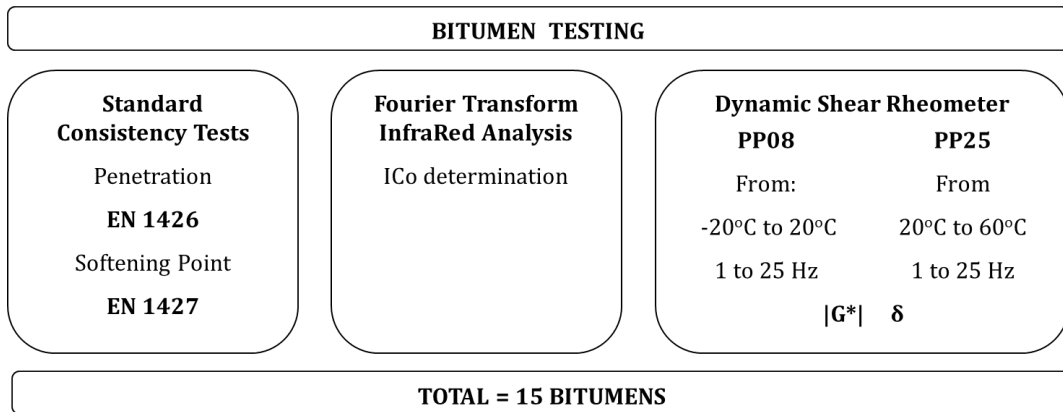 BITUMEN TESTING
Standard
Consistency Tests
Penetration
EN 1426
Softening Point
EN 1427
Fourier Transform
InfraRed Analysis
ICo determination
Dynamic Shear Rheometer
PP08 PP25
From: From
-20°C to 20°C 20°C to 60°C
1 to 25 Hz 1 to 25 Hz
|G*| δ
TOTAL = 15 BITUMENS